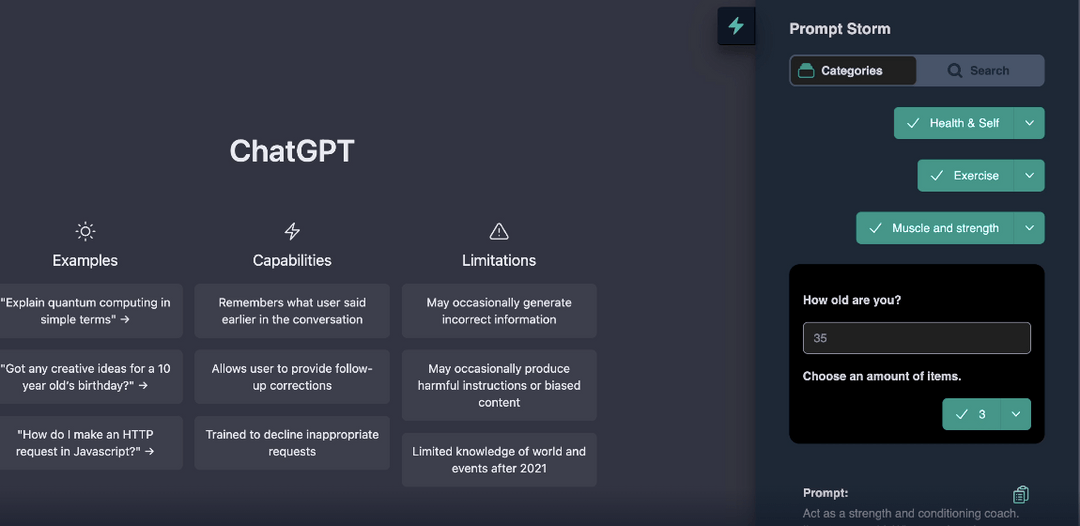 ChatGPT
Examples
"Explain quantum computing in
simple terms" →
"Got any creative ideas for a 10
year old's birthday?" →
"How do I make an HTTP
request in Javascript?" →
Capabilities
Remembers what user said
earlier in the conversation
Allows user to provide follow-
up corrections
Trained to decline inappropriate
requests
Limitations
May occasionally generate
incorrect information
May occasionally produce
harmful instructions or biased
content
Limited knowledge of world and
events after 2021
Prompt Storm
Categories
Search
Health & Self
Exercise
Muscle and strength
How old are you?
35
Choose an amount of items.
3
Prompt:
Act as a strength and conditioning coach.